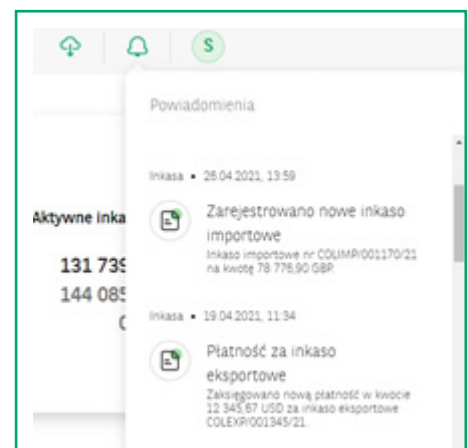 S
Powiadomienia
Inkasa • 26.04.2021, 13:59
Zarejestrowano nowe inkaso
importowe
Inkaso importowe nr COLIMP/001170/21
na kwotę 78 776,90 GBP.
Aktywne inka
131 739
144 085
Inkasa • 19.04.2021, 11:34
Płatność za inkaso
eksportowe
Zaksięgowano nową płatność w kwocie
12 345,67 USD za inkaso eksportowe
COLEXP/001345/21.